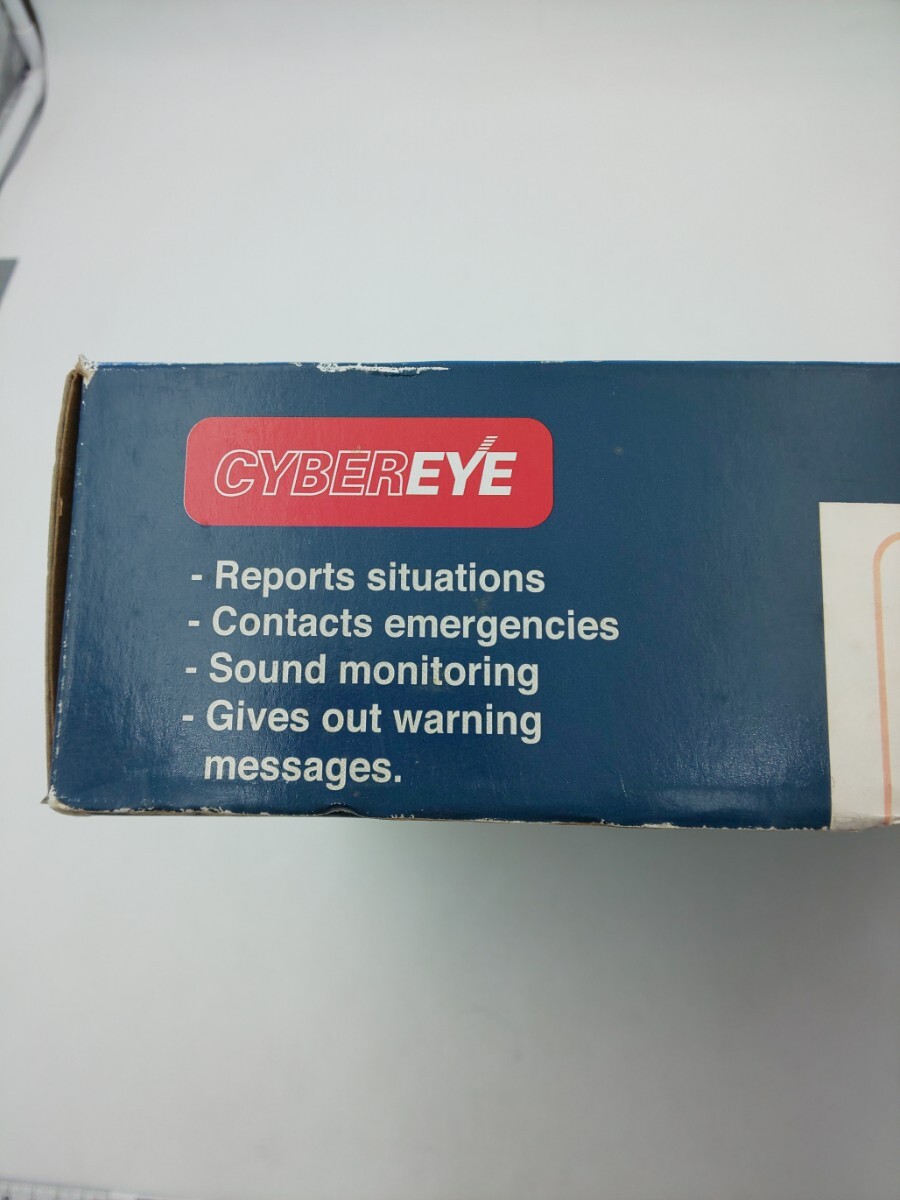 CYBEREYE
- Reports situations
- Contacts emergencies
- Sound monitoring
- Gives out warning
messages.